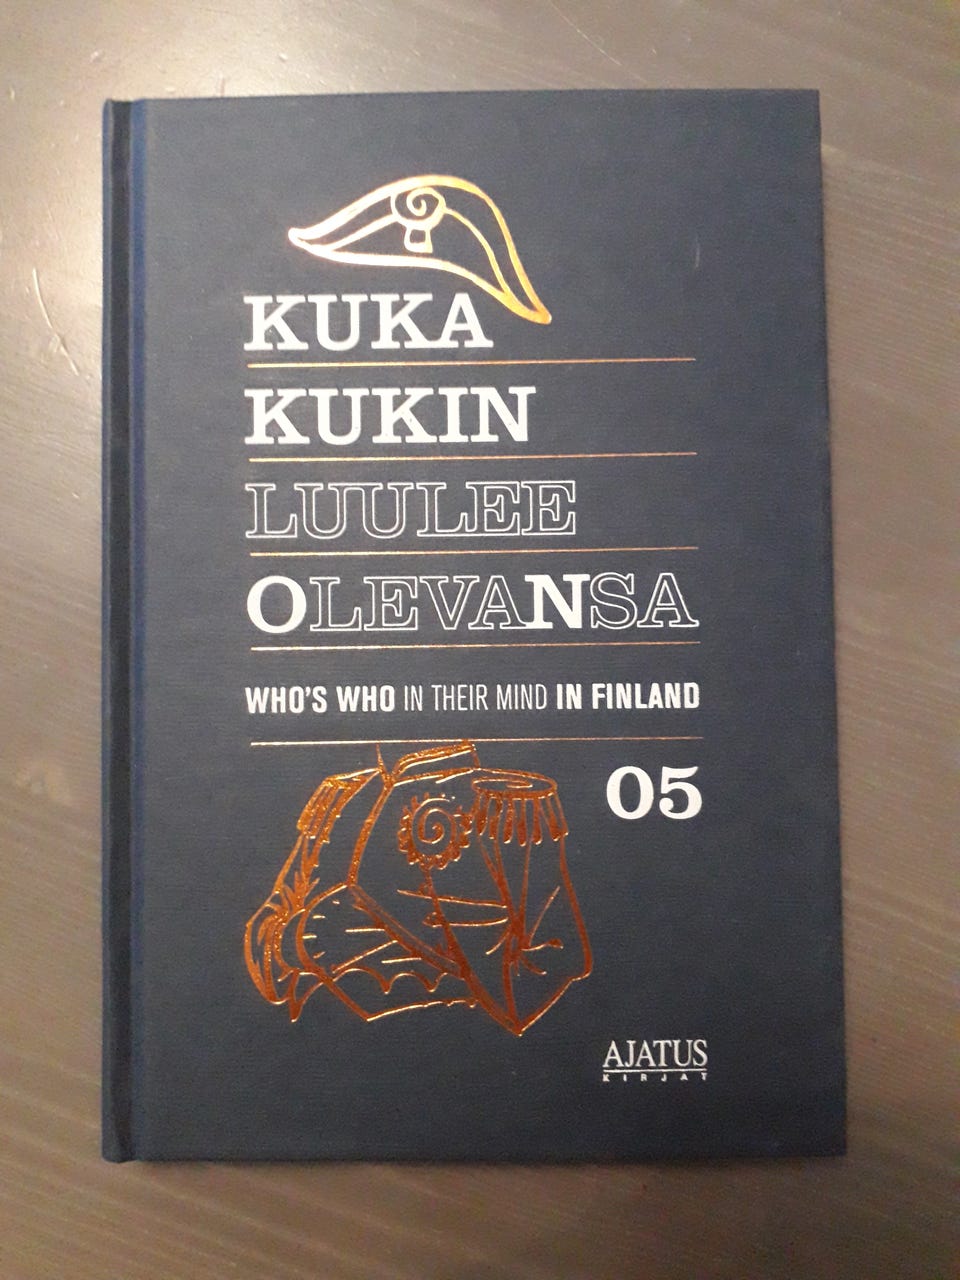 KUKA
KUKIN
LUULEE
OLEVANSA
WHO'S WHO IN THEIR MIND IN FINLAND
05
AJATUS
KIRJAT